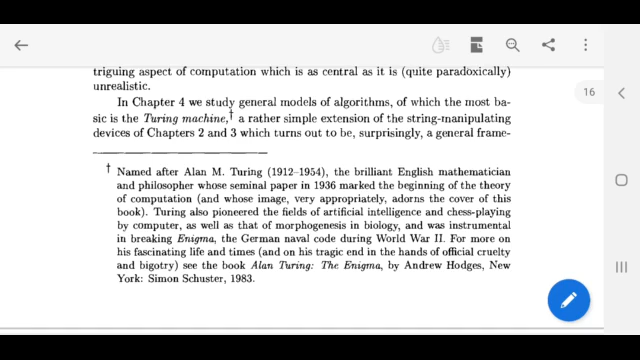 triguing aspect of computation which is as central as it is (quite paradoxically)
unrealistic.
In Chapter 4 we study general models of algorithms, of which the most ba-
sic is the Turing machine,† a rather simple extension of the string-manipulating
devices of Chapters 2 and 3 which turns out to be, surprisingly, a general frame-
16
† Named after Alan M. Turing (1912–1954), the brilliant English mathematician
and philosopher whose seminal paper in 1936 marked the beginning of the theory
of computation (and whose image, very appropriately, adorns the cover of this
book). Turing also pioneered the fields of artificial intelligence and chess-playing
by computer, as well as that of morphogenesis in biology, and was instrumental
in breaking Enigma, the German naval code during World War II. For more on
his fascinating life and times (and on his tragic end in the hands of official cruelty
and bigotry) see the book Alan Turing: The Enigma, by Andrew Hodges, New
York: Simon Schuster, 1983.